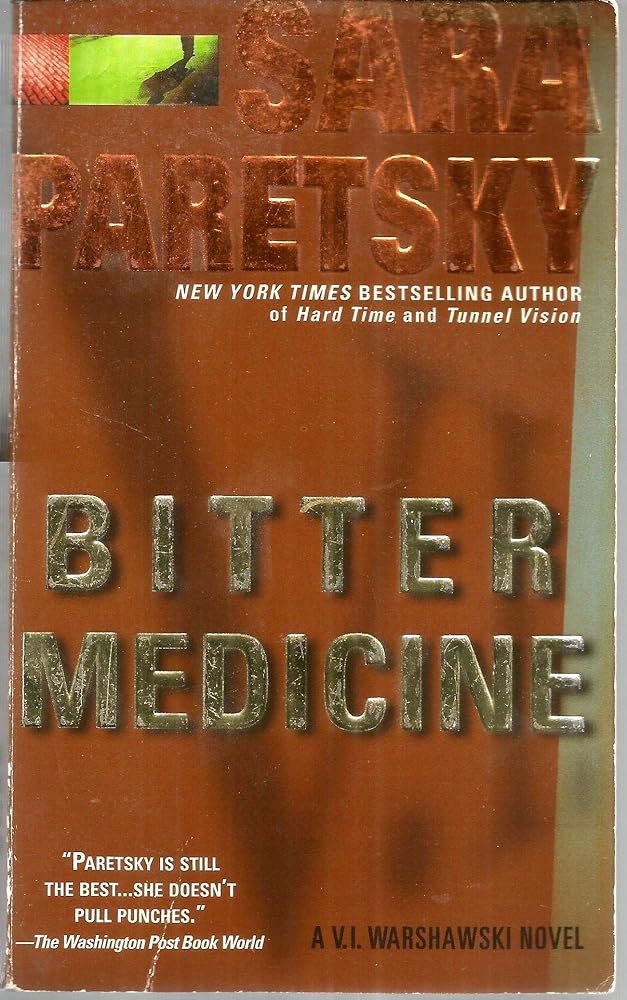 SARA
PARETSKY
NEW YORK TIMES BESTSELLING AUTHOR
of Hard Time and Tunnel Vision
BITTER
MEDICINE
“PARETSKY IS STILL
THE BEST...SHE DOESN’T
PULL PUNCHES.”
—The Washington Post Book World
A V.I. WARSHAWSKI NOVEL